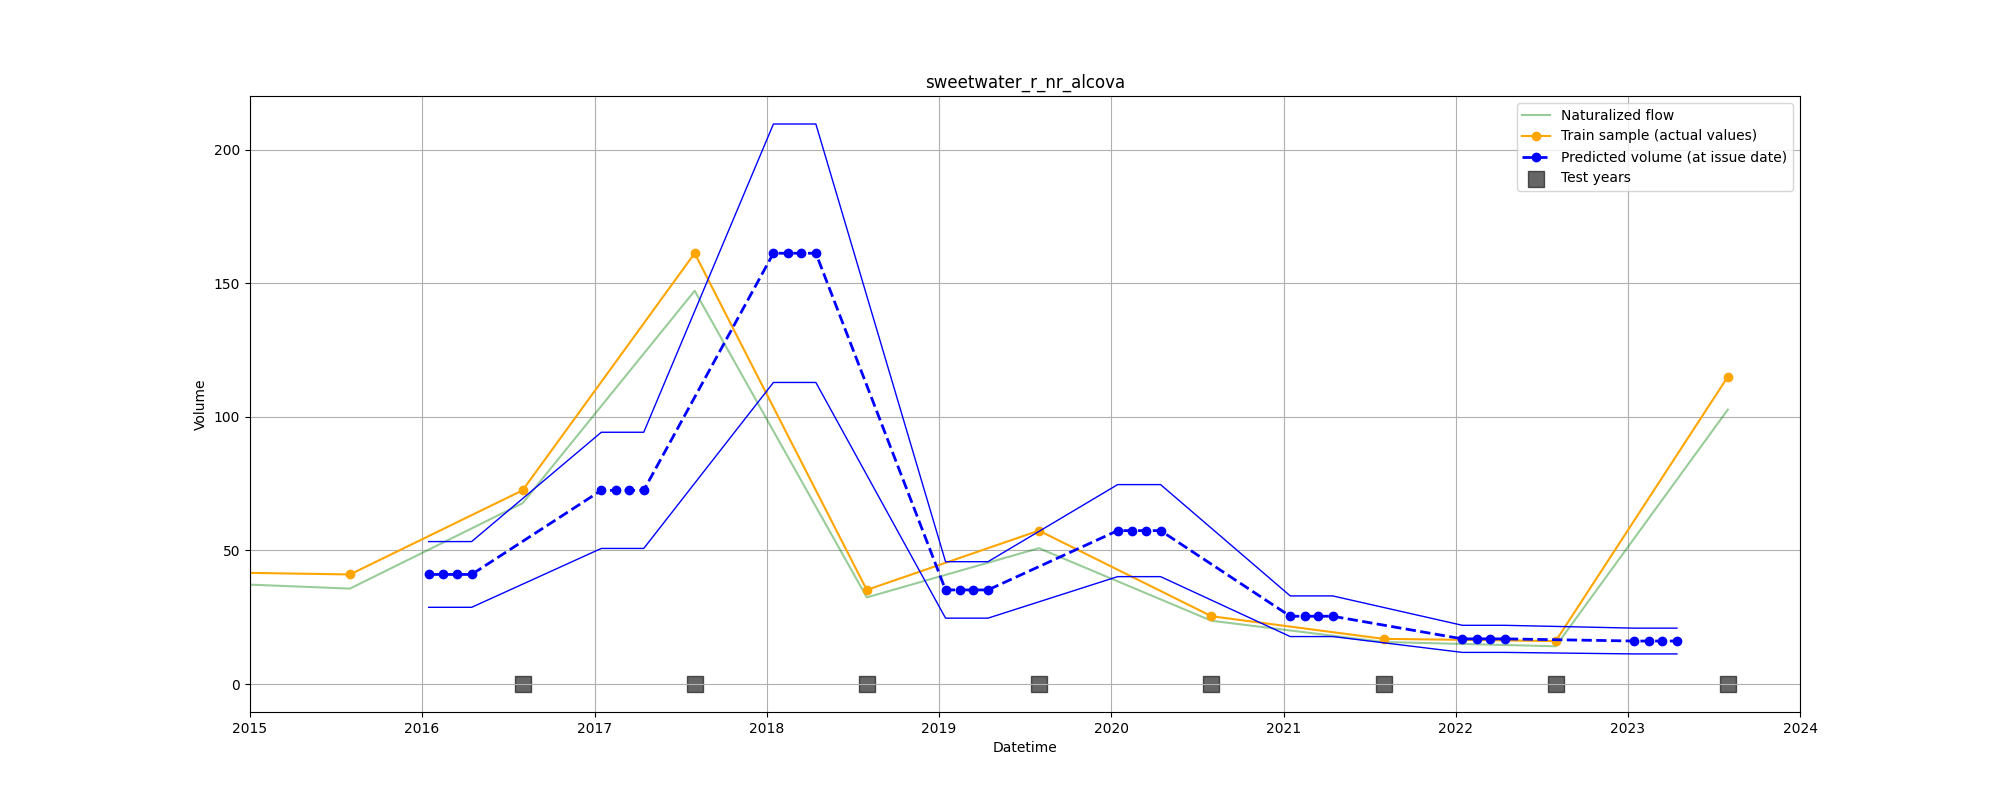 sweetwater_r_nr_alcova
Naturalized flow
Train sample (actual values)
Predicted volume (at issue date)
Test years
Volume
200
150
100
50
0
2015 2016 2017 2018 2019 2020 2021 2022 2023 2024
Datetime